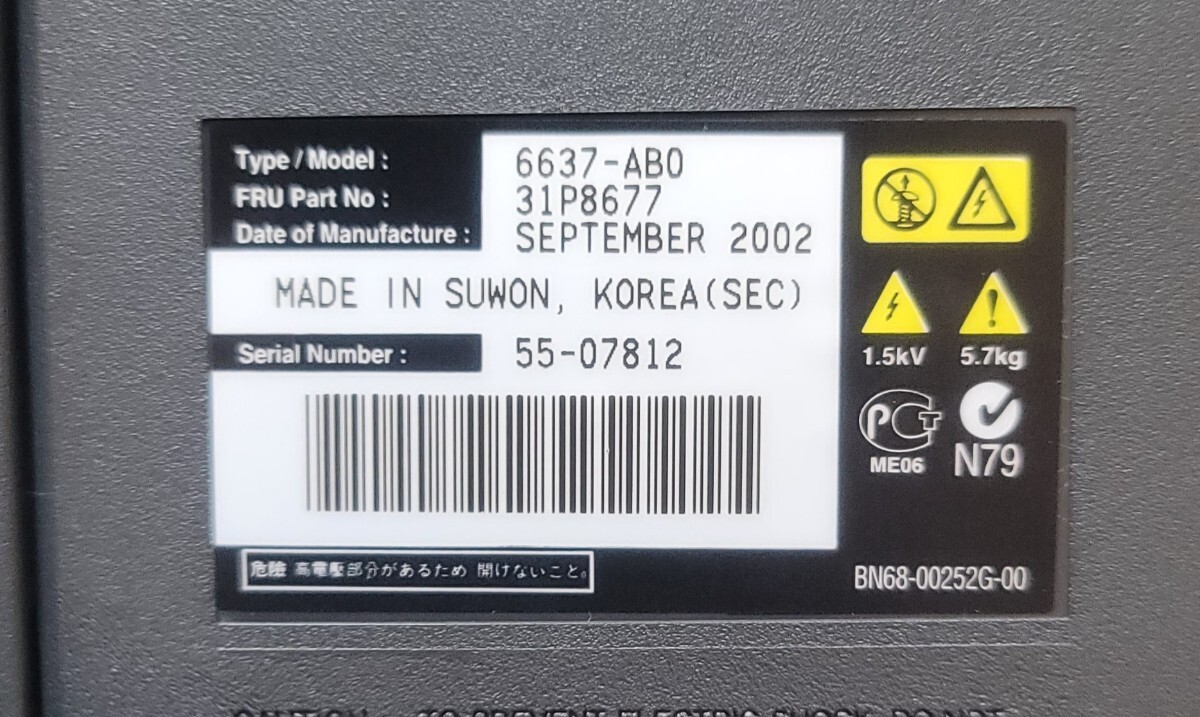 Type / Model : 6637-AB0
FRU Part No : 31P8677
Date of Manufacture : SEPTEMBER 2002
MADE IN SUWON, KOREA(SEC)
Serial Number : 55-07812
1.5kV 5.7kg
PCT
ME06 N79
危険 高電圧部分があるため 開けないこと。
BN68-00252G-00